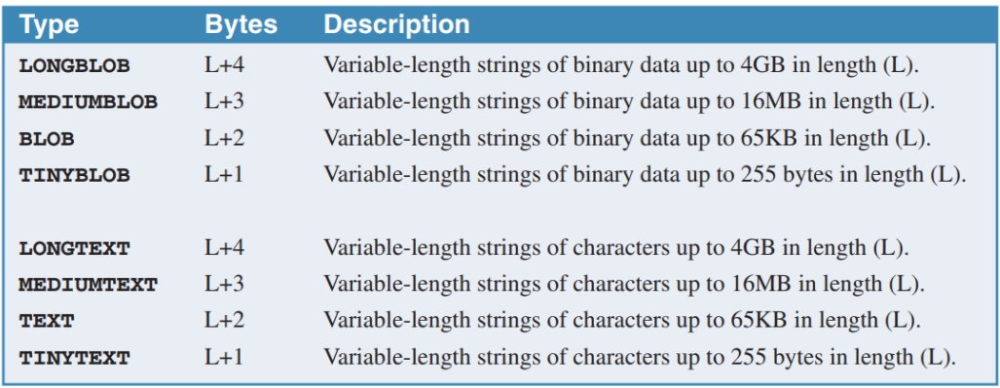 Type Bytes Description
LONGBLOB L+4 Variable-length strings of binary data up to 4GB in length (L).
MEDIUMBLOB L+3 Variable-length strings of binary data up to 16MB in length (L).
BLOB L+2 Variable-length strings of binary data up to 65KB in length (L).
TINYBLOB L+1 Variable-length strings of binary data up to 255 bytes in length (L).
LONGTEXT L+4 Variable-length strings of characters up to 4GB in length (L).
MEDIUMTEXT L+3 Variable-length strings of characters up to 16MB in length (L).
TEXT L+2 Variable-length strings of characters up to 65KB in length (L).
TINYTEXT L+1 Variable-length strings of characters up to 255 bytes in length (L).